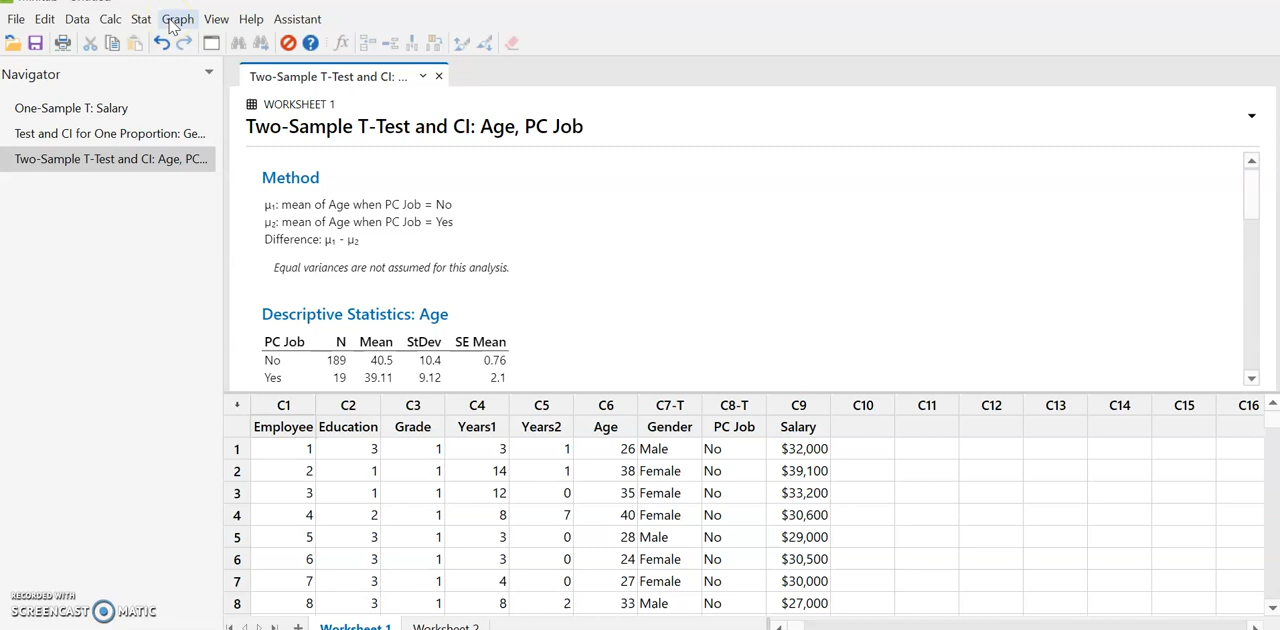 File Edit Data Calc Stat Graph View Help Assistant
Navigator
One-Sample T: Salary
Test and CI for One Proportion: Ge...
Two-Sample T-Test and CI: Age, PC...
Two-Sample T-Test and CI: ...
WORKSHEET 1
Two-Sample T-Test and CI: Age, PC Job
Method
µ₁: mean of Age when PC Job = No
µ₂: mean of Age when PC Job = Yes
Difference: µ₁ - µ₂
Equal variances are not assumed for this analysis.
Descriptive Statistics: Age
PC Job N Mean StDev SE Mean
No 189 40.5 10.4 0.76
Yes 19 39.11 9.12 2.1
C1 C2 C3 C4 C5 C6 C7-T C8-T C9 C10 C11 C12 C13 C14 C15 C16
Employee Education Grade Years1 Years2 Age Gender PC Job Salary
1 1 3 1 3 1 26 Male No $32,000
2 2 1 1 14 1 38 Female No $39,100
3 3 1 1 12 0 35 Female No $33,200
4 4 2 1 8 7 40 Female No $30,600
5 5 3 1 3 0 28 Male No $29,000
6 6 3 1 3 0 24 Female No $30,500
7 7 3 1 4 0 27 Female No $30,000
8 8 3 1 8 2 33 Male No $27,000
Worksheet 1 Worksheet 2
RECORDED WITH
SCREENCAST MATIC